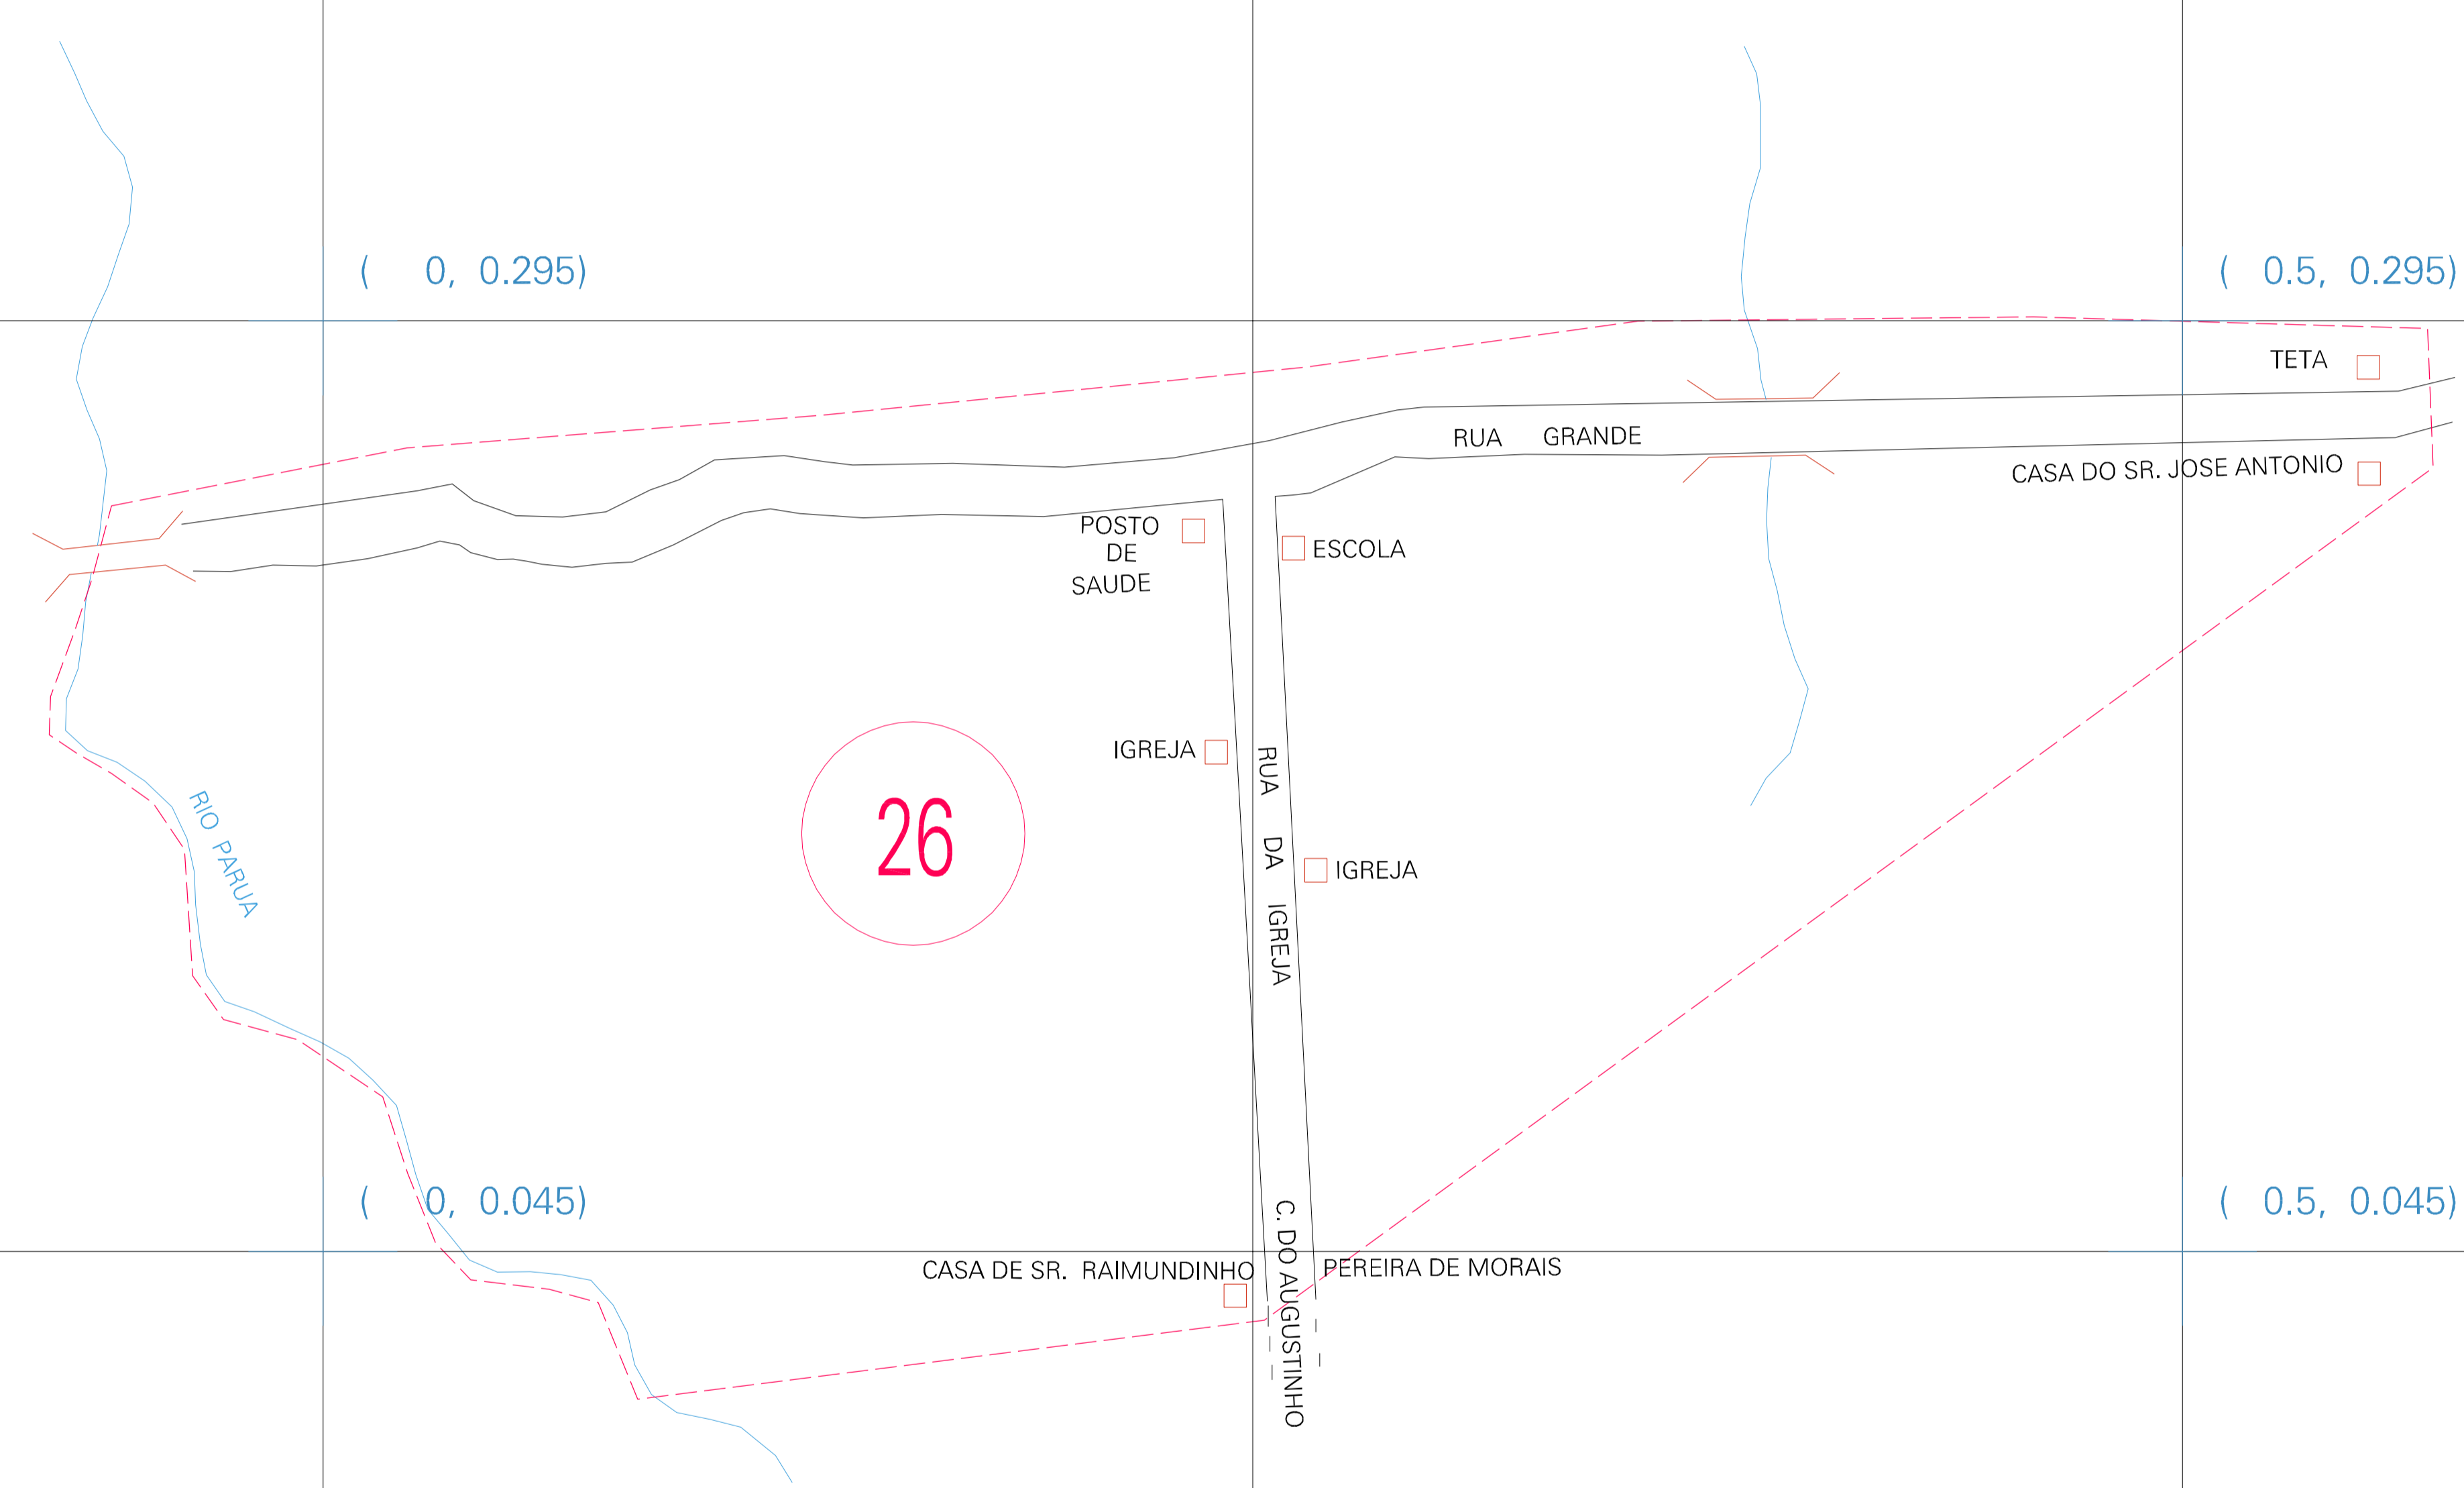 ( 0, 0.295)
( 0.5, 0.295)
TETA
RUA GRANDE
CASA DO SR. JOSE ANTONIO
POSTO
DE
SAUDE
ESCOLA
IGREJA
RUA DA IGREJA
RIO PARUA
26
IGREJA
( 0, 0.045)
( 0.5, 0.045)
C. DO AUGUSTINHO
CASA DE SR. RAIMUNDINHO PEREIRA DE MORAIS